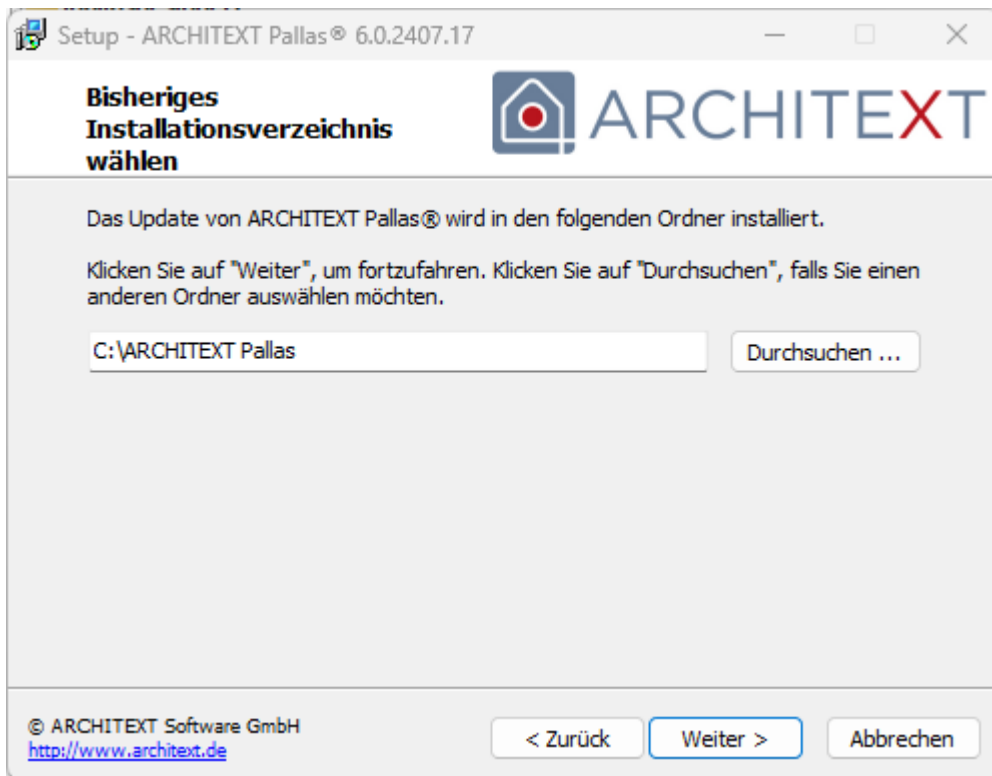 Setup - ARCHITEXT Pallas® 6.0.2407.17
Bisheriges
Installationsverzeichnis
wählen
ARCHITEXT
Das Update von ARCHITEXT Pallas® wird in den folgenden Ordner installiert.
Klicken Sie auf "Weiter", um fortzufahren. Klicken Sie auf "Durchsuchen", falls Sie einen
anderen Ordner auswählen möchten.
C:\ARCHITEXT Pallas
Durchsuchen ...
© ARCHITEXT Software GmbH
http://www.architext.de
< Zurück
Weiter >
Abbrechen